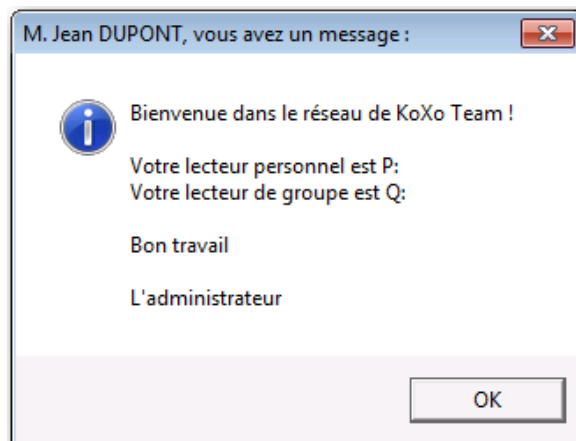 M. Jean DUPONT, vous avez un message :
Bienvenue dans le réseau de KoXo Team !
Votre lecteur personnel est P:
Votre lecteur de groupe est Q:
Bon travail
L'administrateur
OK